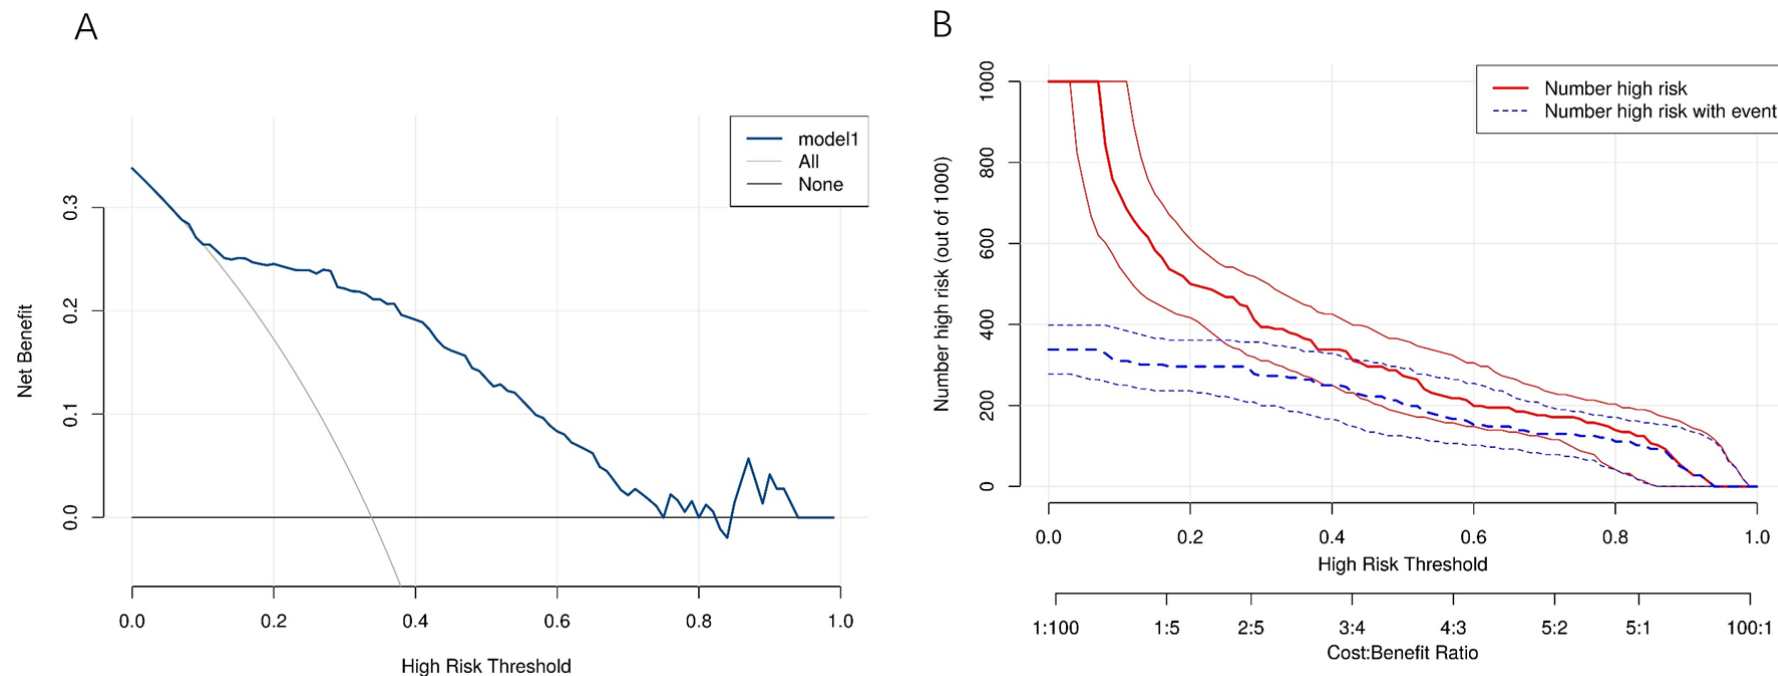 A
Net Benefit
0.3
0.2
0.1
0.0
model1
All
None
0.0 0.2 0.4 0.6 0.8 1.0
High Risk Threshold
B
Number high risk (out of 1000)
1000
800
600
400
200
0
Number high risk
Number high risk with event
0.0 0.2 0.4 0.6 0.8 1.0
High Risk Threshold
1:100 1:5 2:5 3:4 4:3 5:2 5:1 100:1
Cost:Benefit Ratio